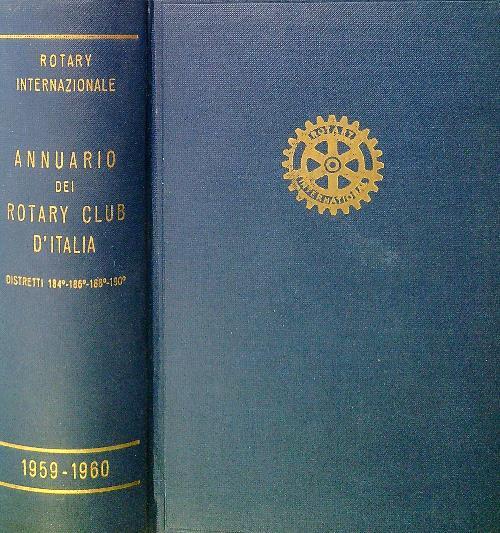 ROTARY
INTERNAZIONALE
ANNUARIO
DEI
ROTARY CLUB
D'ITALIA
DISTRETTI 184°-186°-188°-190°
1959-1960
ROTARY
INTERNATIONAL